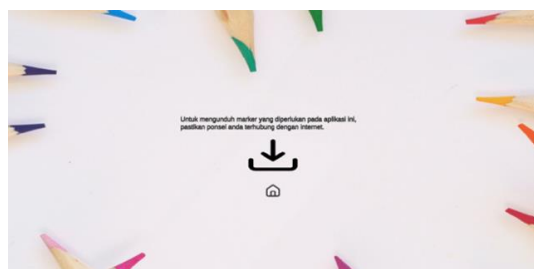 Untuk mengunduh marker yang diperlukan pada aplikasi ini,
pastikan ponsel anda terhubung dengan internet.